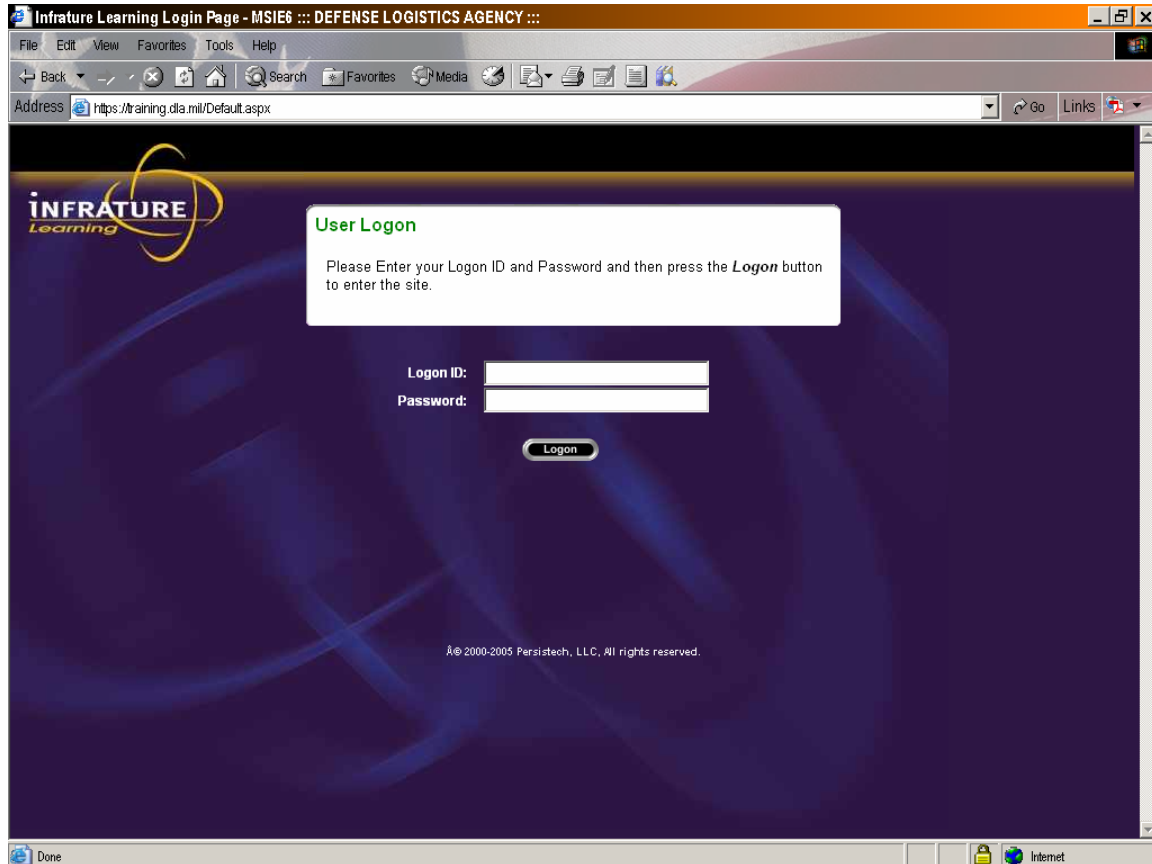 Infrature Learning Login Page - MSIE6 ::: DEFENSE LOGISTICS AGENCY :::
File Edit View Favorites Tools Help
Back Search Favorites Media
Address https://training.dla.mil/Default.aspx Go Links
INFRATURE
Learning
User Logon
Please Enter your Logon ID and Password and then press the Logon button
to enter the site.
Logon ID:
Password:
Logon
Â© 2000-2005 Persistech, LLC, All rights reserved.
Done Internet